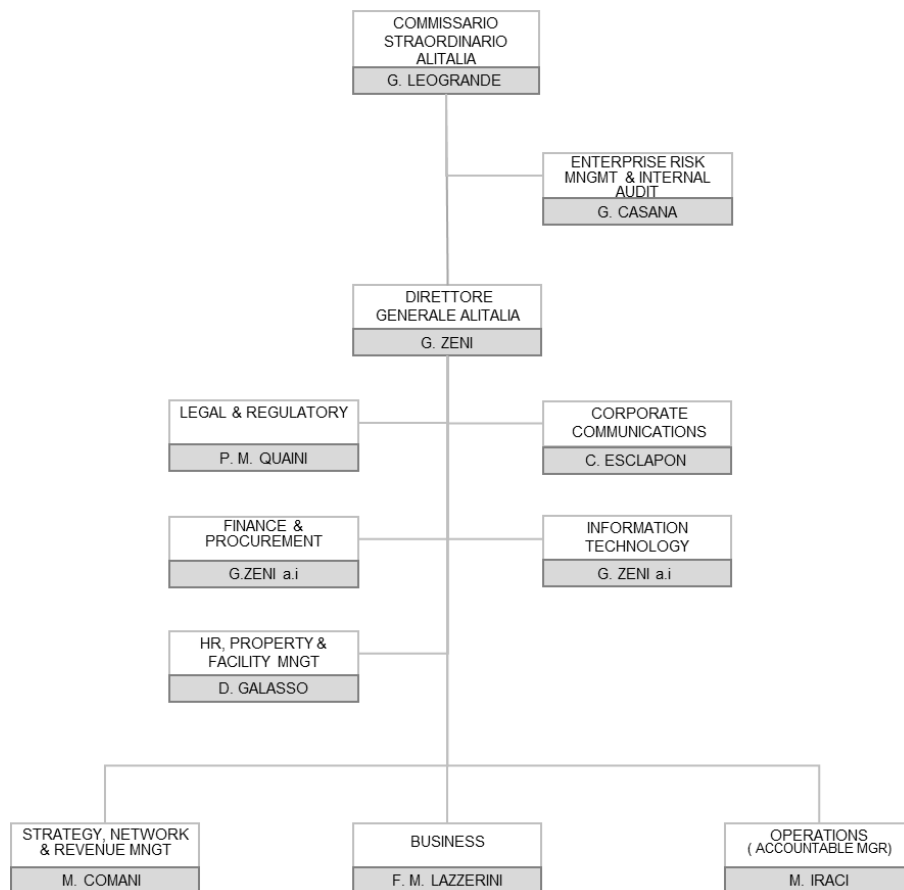 COMMISSARIO
STRAORDINARIO
ALITALIA
G. LEOGRANDE
ENTERPRISE RISK
MNGMT & INTERNAL
AUDIT
G. CASANA
DIRETTORE
GENERALE ALITALIA
G. ZENI
LEGAL & REGULATORY
P. M. QUAINI
CORPORATE
COMMUNICATIONS
C. ESCLAPON
FINANCE &
PROCUREMENT
G.ZENI a.i
INFORMATION
TECHNOLOGY
G. ZENI a.i
HR, PROPERTY &
FACILITY MNGT
D. GALASSO
STRATEGY, NETWORK
& REVENUE MNGT
M. COMANI
BUSINESS
F. M. LAZZERINI
OPERATIONS
( ACCOUNTABLE MGR)
M. IRACI